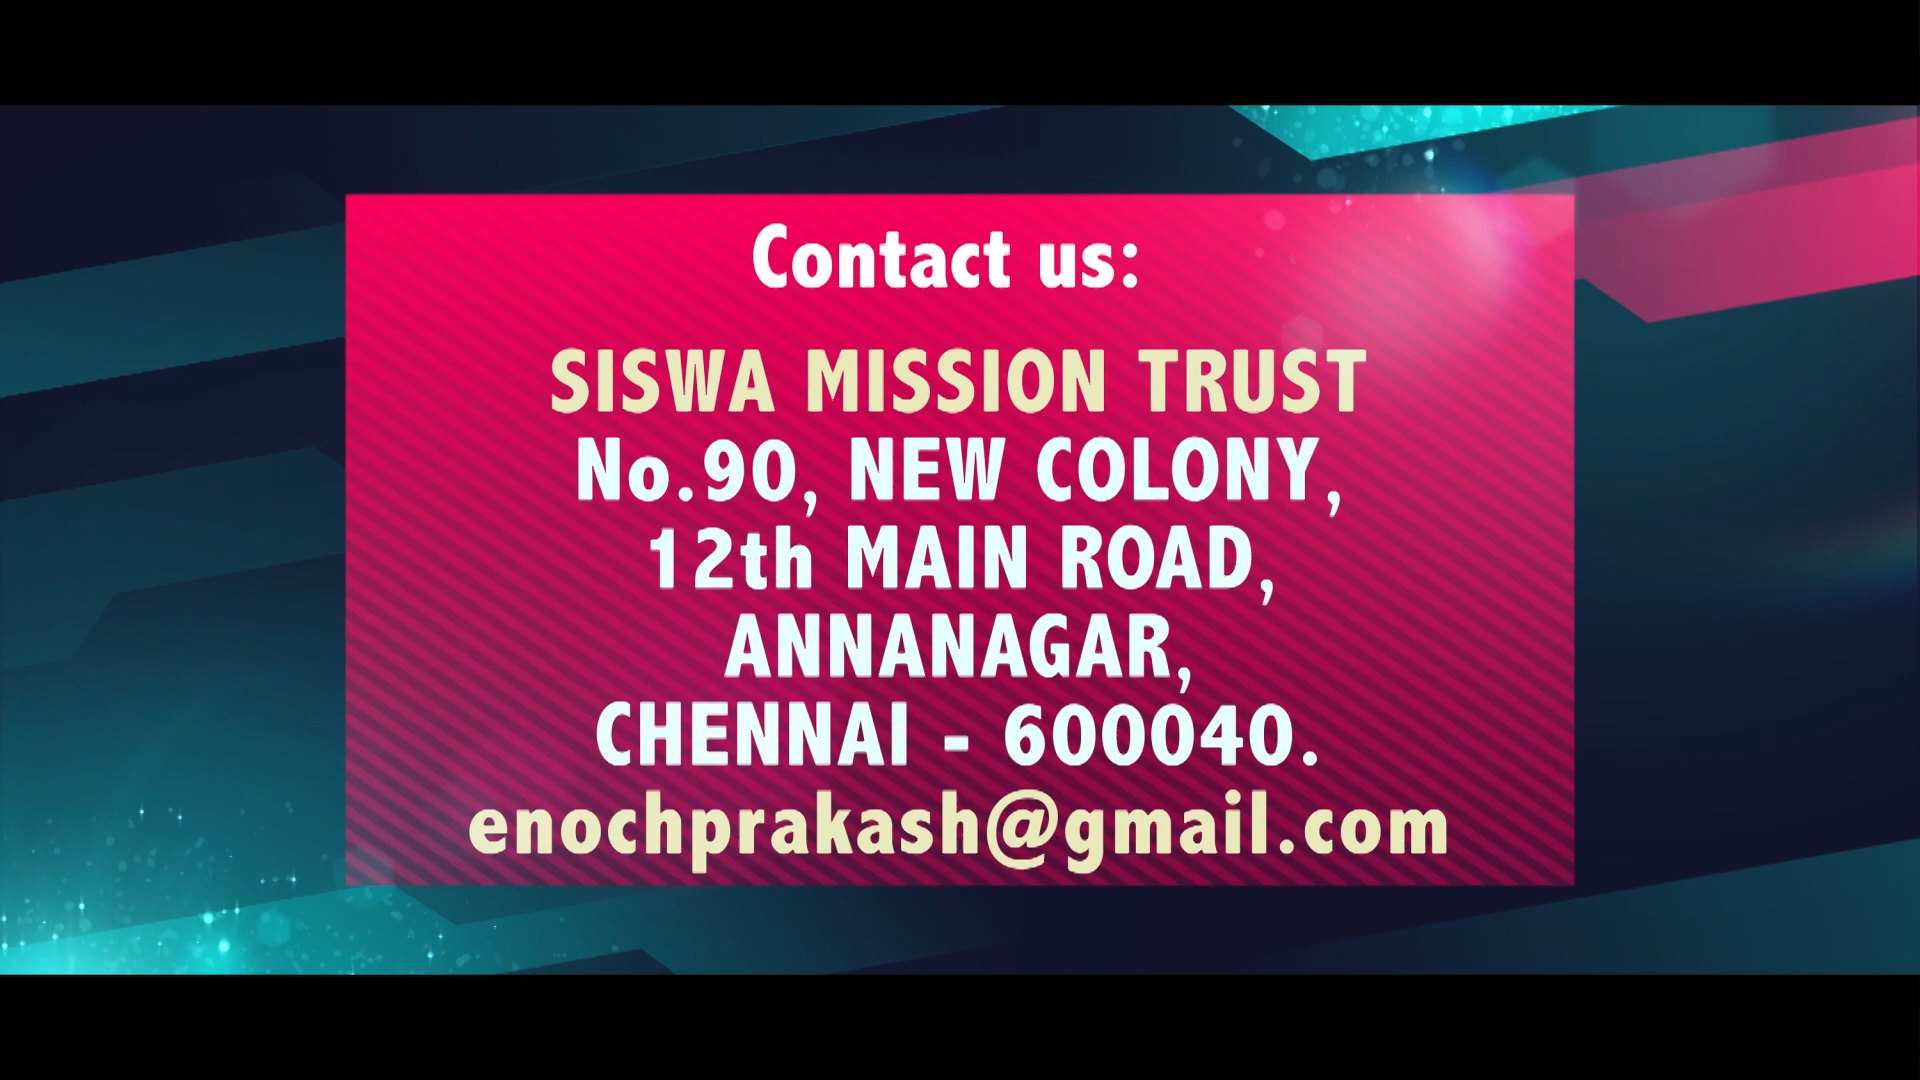 Contact us:
SISWA MISSION TRUST
No.90, NEW COLONY,
12th MAIN ROAD,
ANNANAGAR,
CHENNAI - 600040.
enochprakash@gmail.com